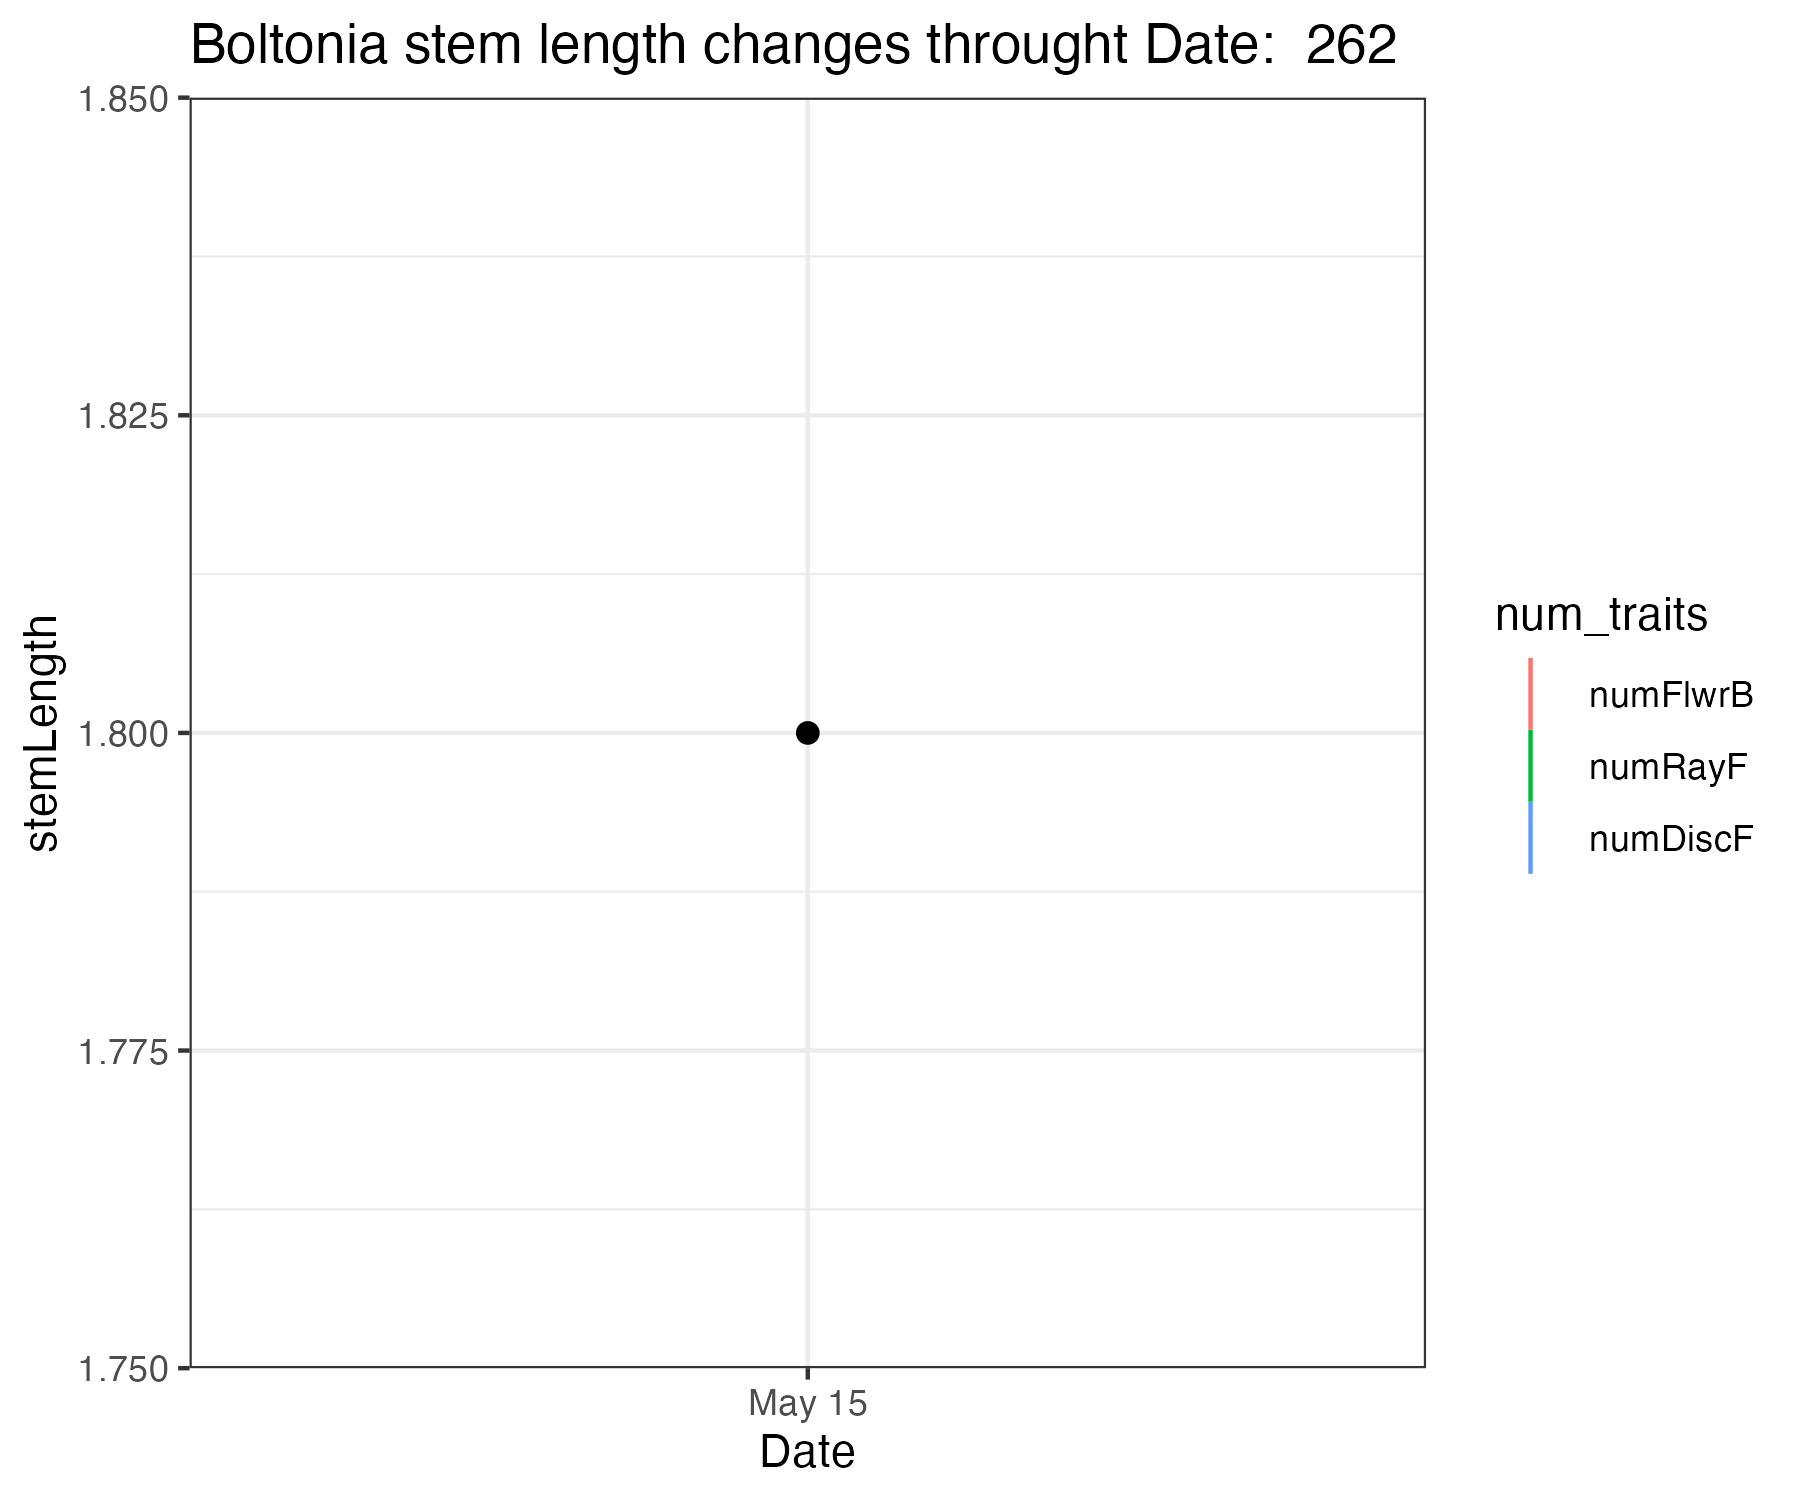 Boltonia stem length changes throught Date:  262
1.850
1.825
1.800
1.775
1.750
stemLength
May 15
Date
num_traits
numFlwrB
numRayF
numDiscF